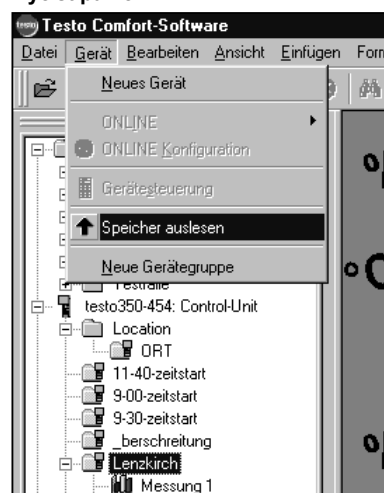 Testo Comfort-Software
Datei Gerät Bearbeiten Ansicht Einfügen
Neues Gerät
ONLINE
ONLINE Konfiguration
Gerätesteuerung
Speicher auslesen
Neue Gerätegruppe
testo350-454: Control-Unit
Location
ORT
11-40-zeitstart
9-00-zeitstart
9-30-zeitstart
_berschreitung
Lenzkirch
Messung 1